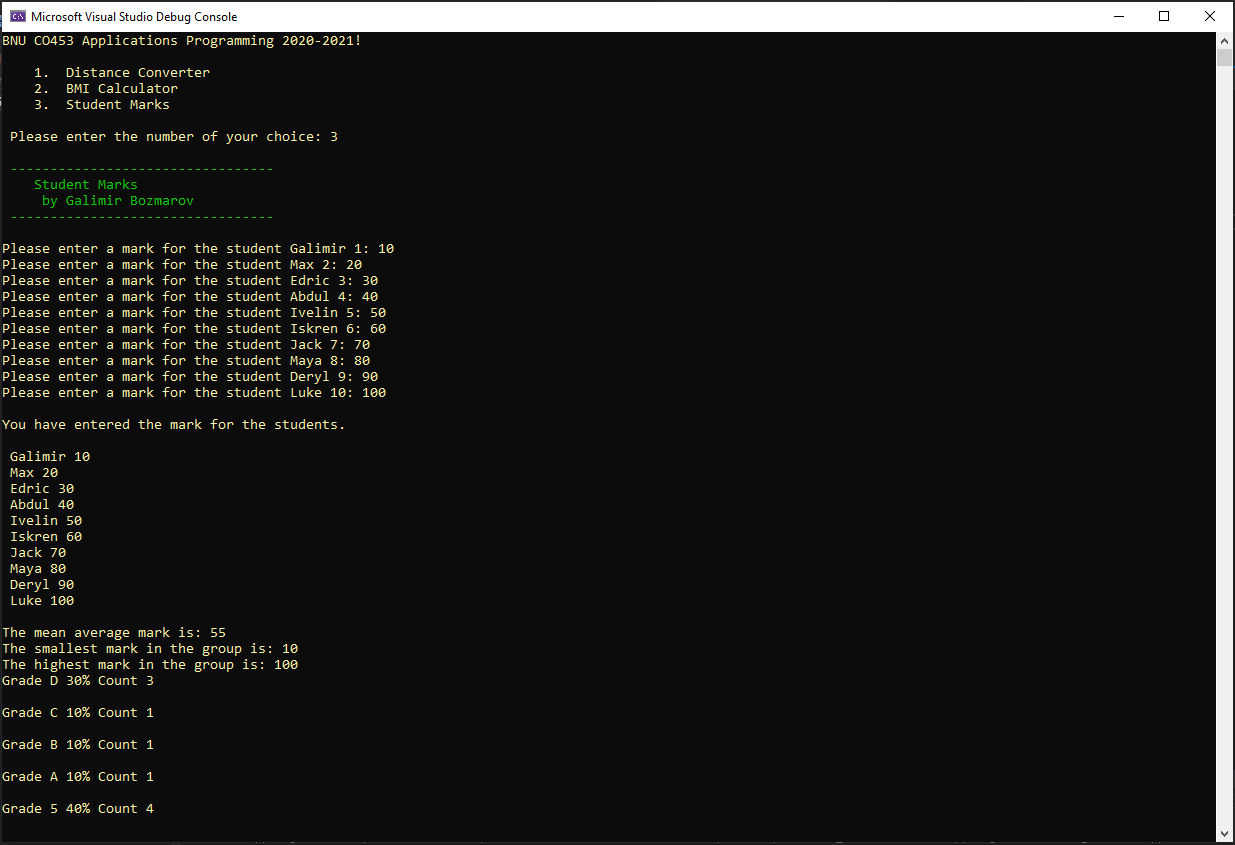 Microsoft Visual Studio Debug Console
BNU CO453 Applications Programming 2020-2021!
1. Distance Converter
2. BMI Calculator
3. Student Marks
Please enter the number of your choice: 3
---------------------------------
Student Marks
by Galimir Bozmarov
---------------------------------
Please enter a mark for the student Galimir 1: 10
Please enter a mark for the student Max 2: 20
Please enter a mark for the student Edric 3: 30
Please enter a mark for the student Abdul 4: 40
Please enter a mark for the student Ivelin 5: 50
Please enter a mark for the student Iskren 6: 60
Please enter a mark for the student Jack 7: 70
Please enter a mark for the student Maya 8: 80
Please enter a mark for the student Deryl 9: 90
Please enter a mark for the student Luke 10: 100
You have entered the mark for the students.
Galimir 10
Max 20
Edric 30
Abdul 40
Ivelin 50
Iskren 60
Jack 70
Maya 80
Deryl 90
Luke 100
The mean average mark is: 55
The smallest mark in the group is: 10
The highest mark in the group is: 100
Grade D 30% Count 3
Grade C 10% Count 1
Grade B 10% Count 1
Grade A 10% Count 1
Grade 5 40% Count 4